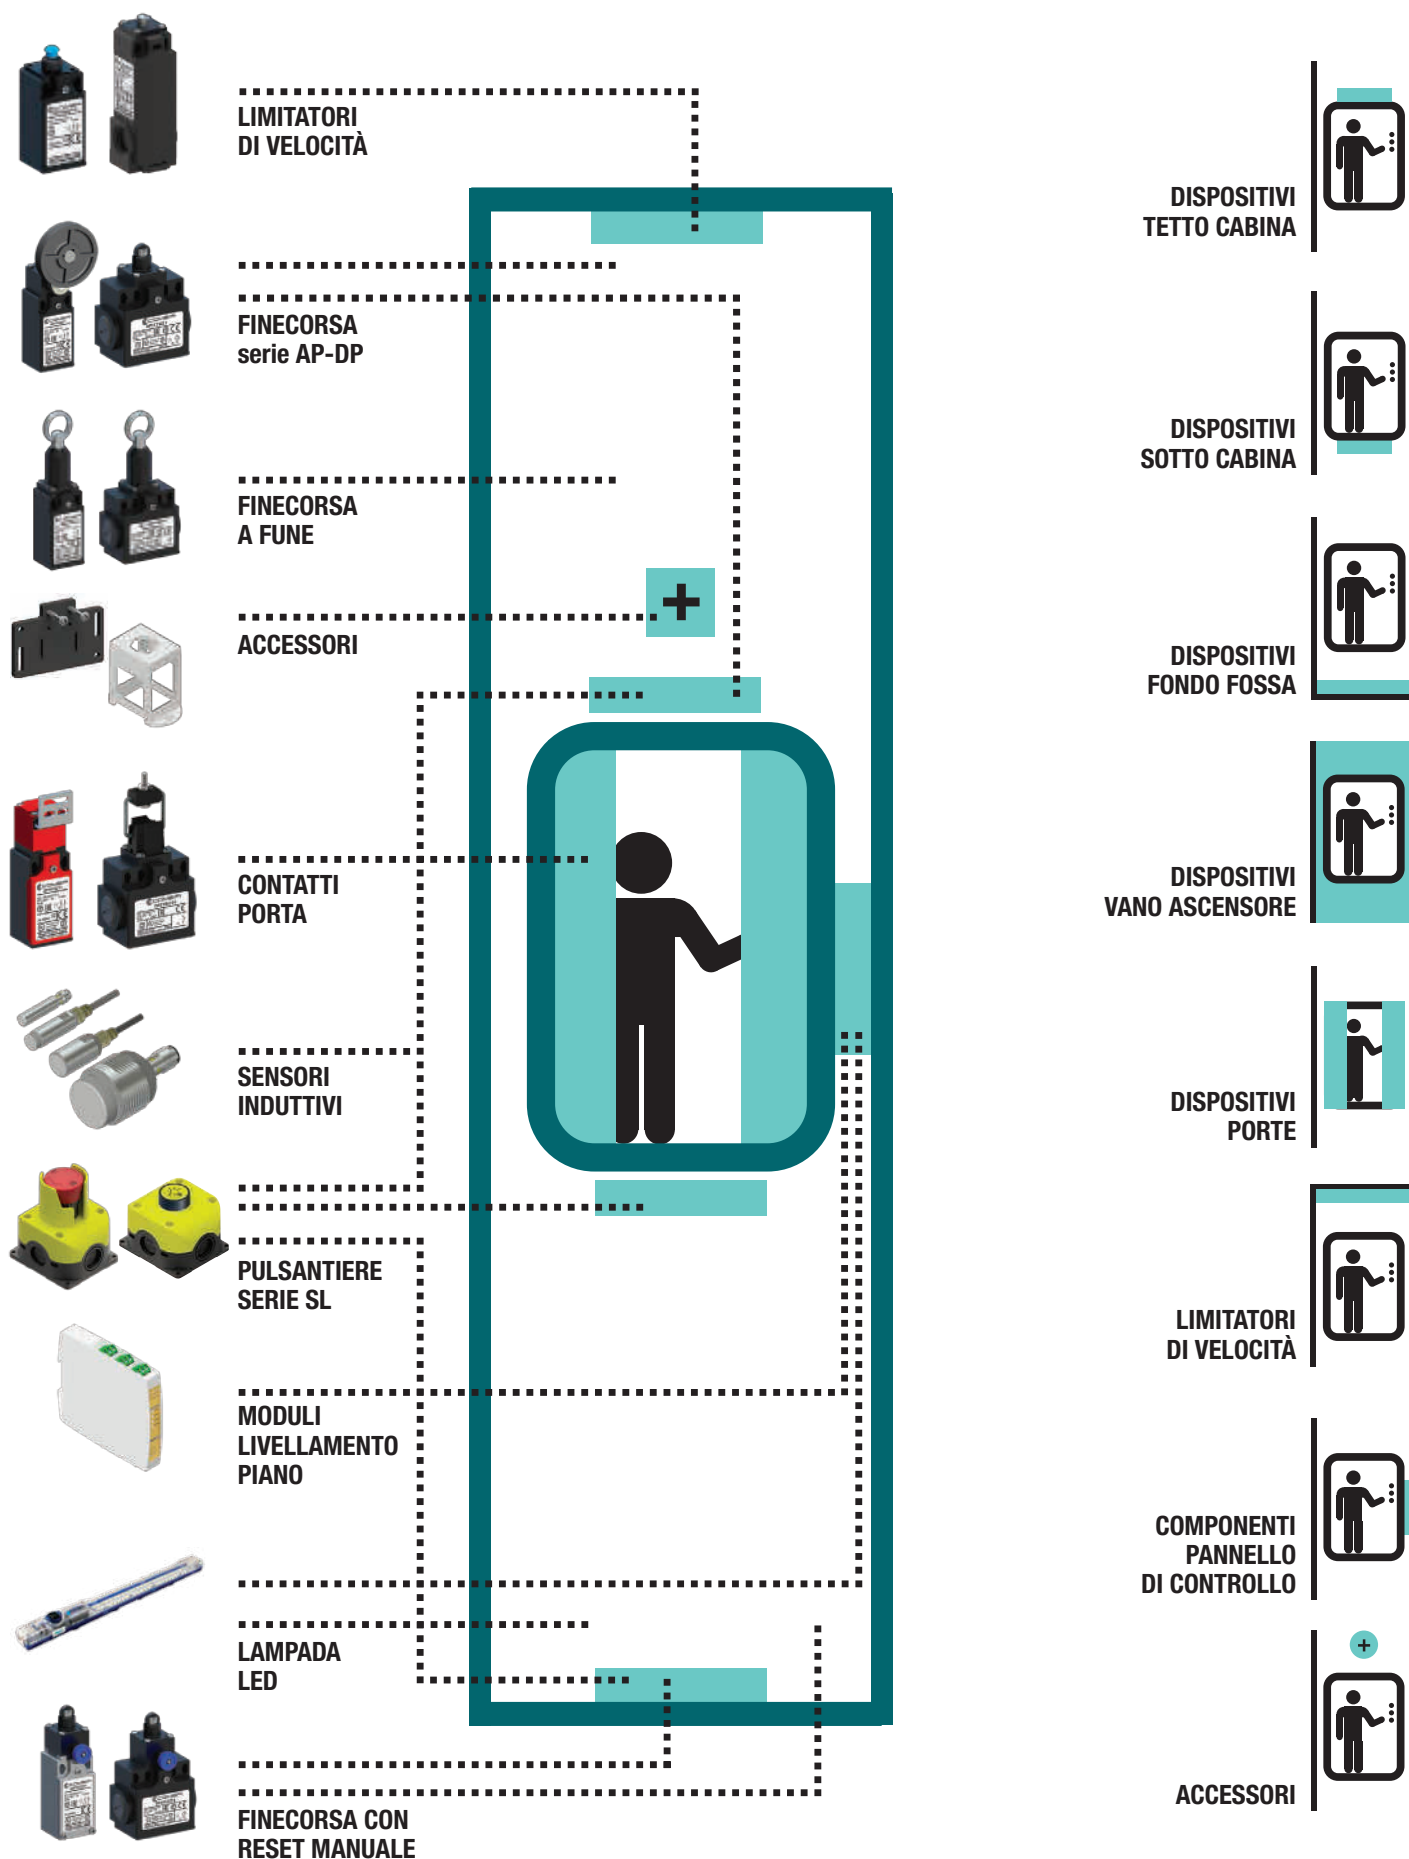 LIMITATORI
DI VELOCITÀ
FINECORSA
serie AP-DP
FINECORSA
A FUNE
ACCESSORI
CONTATTI
PORTA
SENSORI
INDUTTIVI
PULSANTIERE
SERIE SL
MODULI
LIVELLAMENTO
PIANO
LAMPADA
LED
FINECORSA CON
RESET MANUALE
+
DISPOSITIVI
TETTO CABINA
DISPOSITIVI
SOTTO CABINA
DISPOSITIVI
FONDO FOSSA
DISPOSITIVI
VANO ASCENSORE
DISPOSITIVI
PORTE
LIMITATORI
DI VELOCITÀ
COMPONENTI
PANNELLO
DI CONTROLLO
+
ACCESSORI